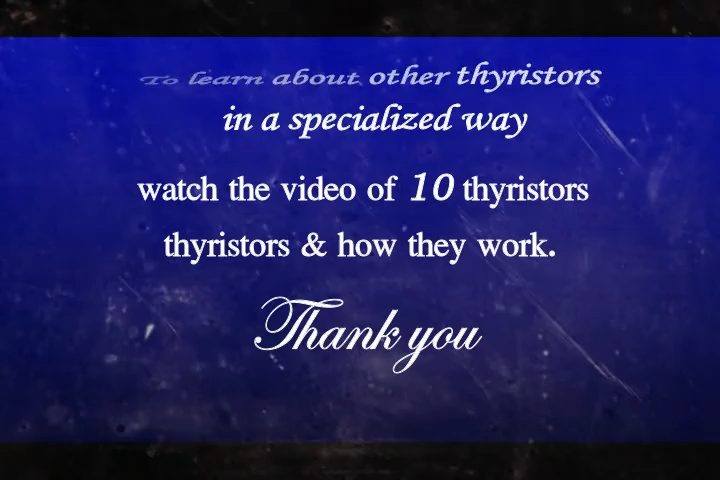 To learn about other thyristors
in a specialized way
watch the video of 10 thyristors
thyristors & how they work.
Thank you